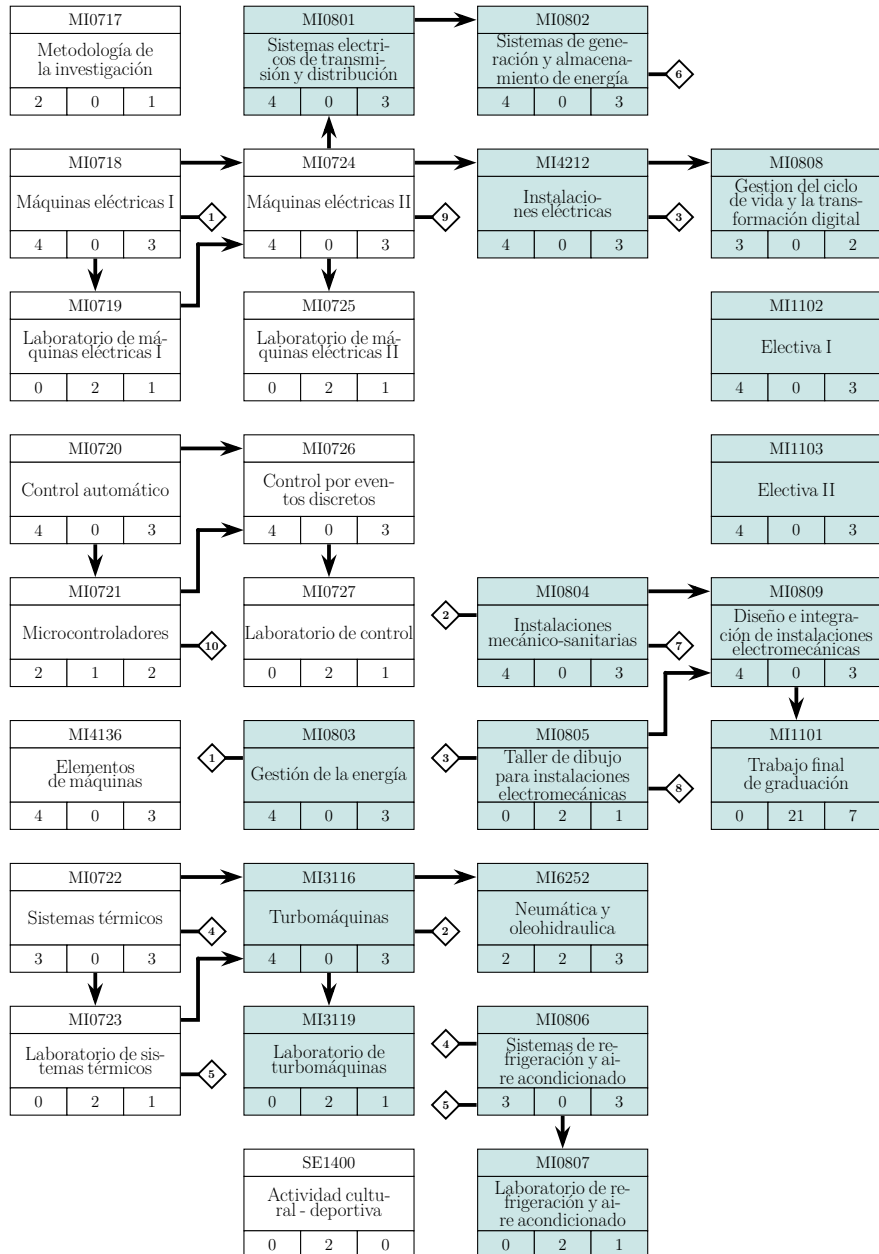 MI0717
Metodología de
la investigación
2 0 1
MI0801
Sistemas electri-
cos de transmi-
sión y distribución
4 0 3
MI0802
Sistemas de gene-
ración y almacena-
miento de energía
6
4 0 3
MI0718
Máquinas eléctricas I
1
4 0 3
MI0724
Máquinas eléctricas II
9
4 0 3
MI4212
Instalacio-
nes eléctricas
3
4 0 3
MI0808
Gestion del ciclo
de vida y la trans-
formación digital
3 0 2
MI0719
Laboratorio de má-
quinas eléctricas I
0 2 1
MI0725
Laboratorio de má-
quinas eléctricas II
0 2 1
MI1102
Electiva I
4 0 3
MI0720
Control automático
4 0 3
MI0726
Control por even-
tos discretos
4 0 3
MI1103
Electiva II
4 0 3
MI0721
Microcontroladores
10
2 1 2
MI0727
Laboratorio de control
0 2 1
2
MI0804
Instalaciones
mecánico-sanitarias
7
4 0 3
MI0809
Diseño e integra-
ción de instalaciones
electromecánicas
4 0 3
MI4136
Elementos
de máquinas
4 0 3
1
MI0803
Gestión de la energía
4 0 3
3
MI0805
Taller de dibujo
para instalaciones
electromecánicas
8
0 2 1
MI1101
Trabajo final
de graduación
0 21 7
MI0722
Sistemas térmicos
4
3 0 3
MI3116
Turbomáquinas
2
4 0 3
MI6252
Neumática y
oleohidraulica
2 2 3
MI0723
Laboratorio de sis-
temas térmicos
5
0 2 1
MI3119
Laboratorio de
turbomáquinas
0 2 1
4
5
MI0806
Sistemas de re-
frigeración y ai-
re acondicionado
3 0 3
SE1400
Actividad cultu-
ral - deportiva
0 2 0
MI0807
Laboratorio de re-
frigeración y ai-
re acondicionado
0 2 1